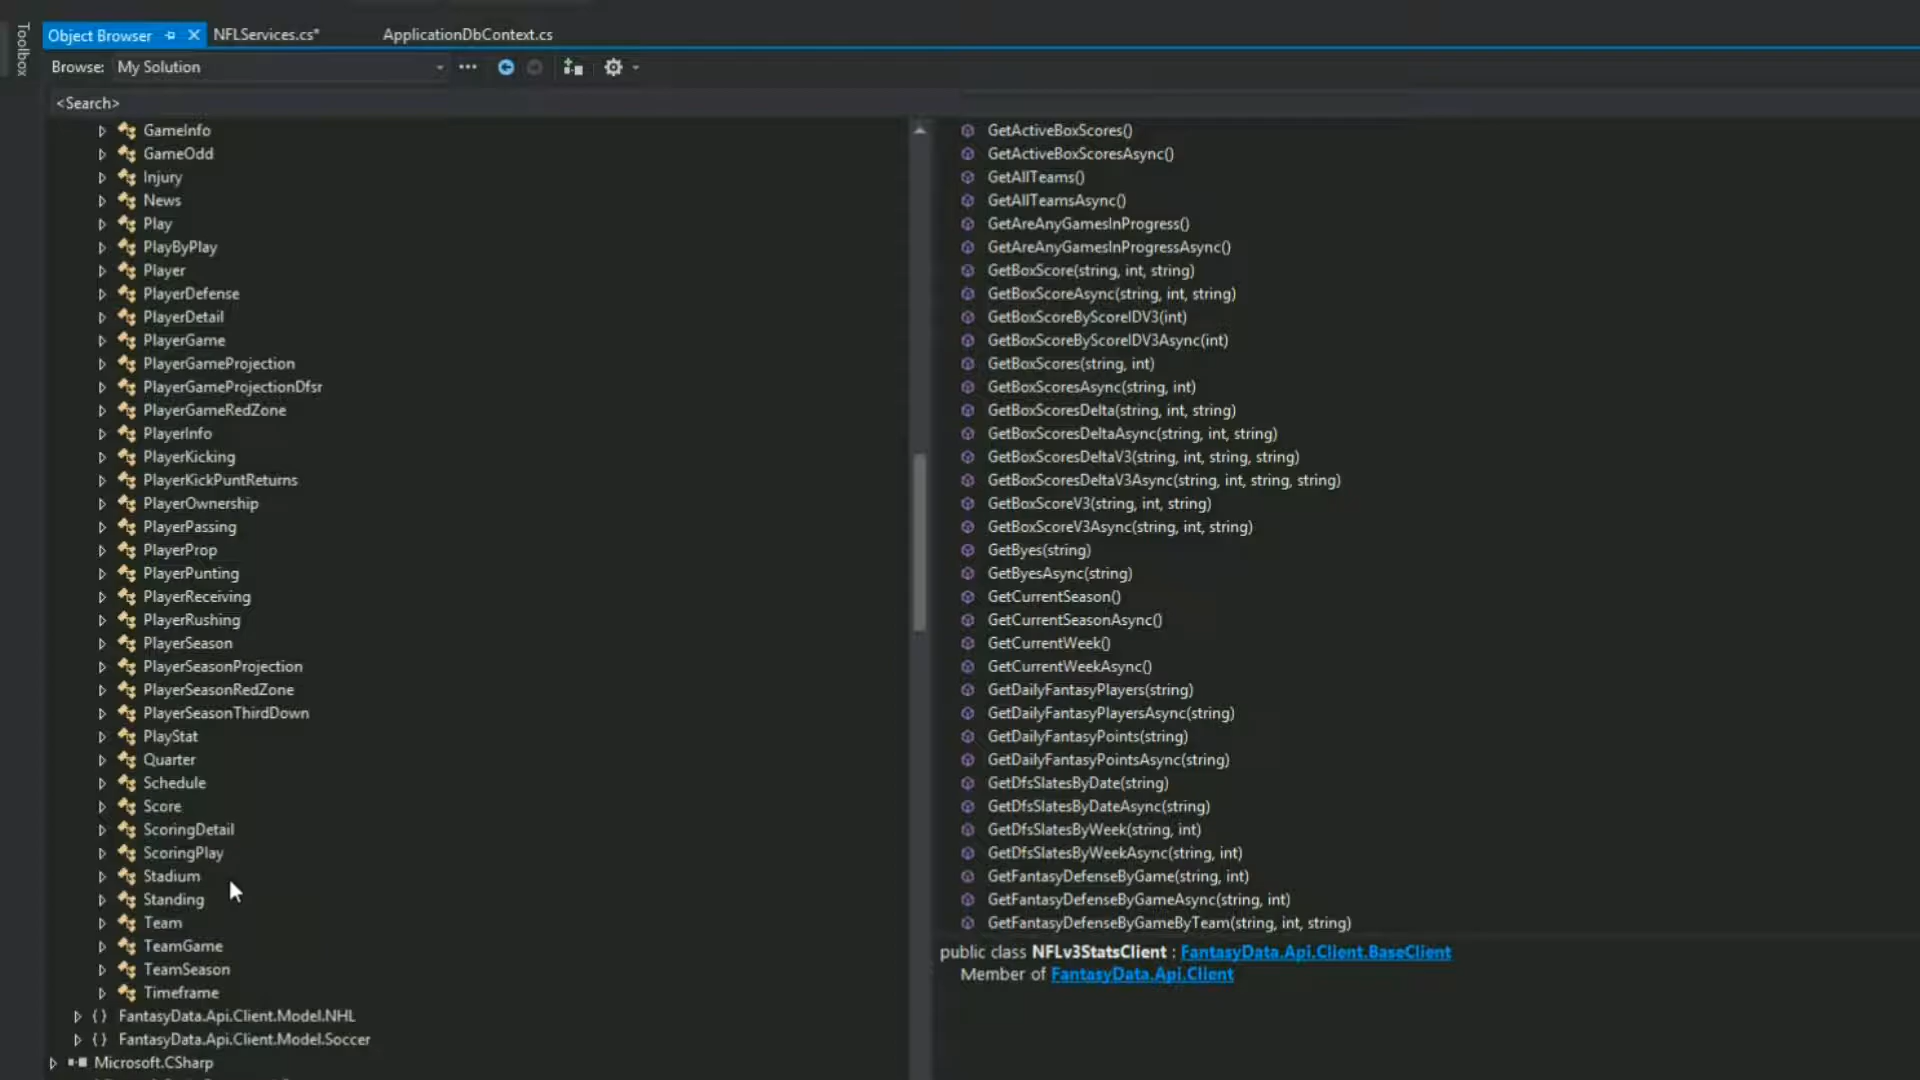 Toolbox
Object Browser
NFLServices.cs*
ApplicationDbContext.cs
Browse: My Solution
<Search>
GameInfo
GameOdd
Injury
News
Play
PlayByPlay
Player
PlayerDefense
PlayerDetail
PlayerGame
PlayerGameProjection
PlayerGameProjectionDfsr
PlayerGameRedZone
PlayerInfo
PlayerKicking
PlayerKickPuntReturns
PlayerOwnership
PlayerPassing
PlayerProp
PlayerPunting
PlayerReceiving
PlayerRushing
PlayerSeason
PlayerSeasonProjection
PlayerSeasonRedZone
PlayerSeasonThirdDown
PlayStat
Quarter
Schedule
Score
ScoringDetail
ScoringPlay
Stadium
Standing
Team
TeamGame
TeamSeason
Timeframe
{} FantasyData.Api.Client.Model.NHL
{} FantasyData.Api.Client.Model.Soccer
Microsoft.CSharp
GetActiveBoxScores()
GetActiveBoxScoresAsync()
GetAllTeams()
GetAllTeamsAsync()
GetAreAnyGamesInProgress()
GetAreAnyGamesInProgressAsync()
GetBoxScore(string, int, string)
GetBoxScoreAsync(string, int, string)
GetBoxScoreByScoreIDV3(int)
GetBoxScoreByScoreIDV3Async(int)
GetBoxScores(string, int)
GetBoxScoresAsync(string, int)
GetBoxScoresDelta(string, int, string)
GetBoxScoresDeltaAsync(string, int, string)
GetBoxScoresDeltaV3(string, int, string, string)
GetBoxScoresDeltaV3Async(string, int, string, string)
GetBoxScoreV3(string, int, string)
GetBoxScoreV3Async(string, int, string)
GetByes(string)
GetByesAsync(string)
GetCurrentSeason()
GetCurrentSeasonAsync()
GetCurrentWeek()
GetCurrentWeekAsync()
GetDailyFantasyPlayers(string)
GetDailyFantasyPlayersAsync(string)
GetDailyFantasyPoints(string)
GetDailyFantasyPointsAsync(string)
GetDfsSlatesByDate(string)
GetDfsSlatesByDateAsync(string)
GetDfsSlatesByWeek(string, int)
GetDfsSlatesByWeekAsync(string, int)
GetFantasyDefenseByGame(string, int)
GetFantasyDefenseByGameAsync(string, int)
GetFantasyDefenseByGameByTeam(string, int, string)
public class NFLv3StatsClient : FantasyData.Api.Client.BaseClient
Member of FantasyData.Api.Client